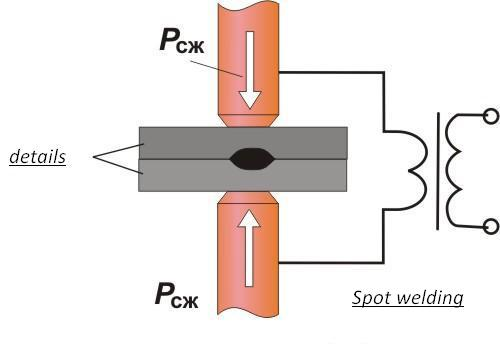 Pсж
details
Pсж
Spot welding